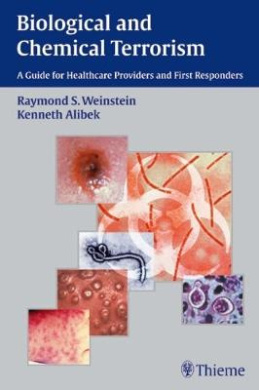 Biological and
Chemical Terrorism
A Guide for Healthcare Providers and First Responders
Raymond S. Weinstein
Kenneth Alibek
Thieme